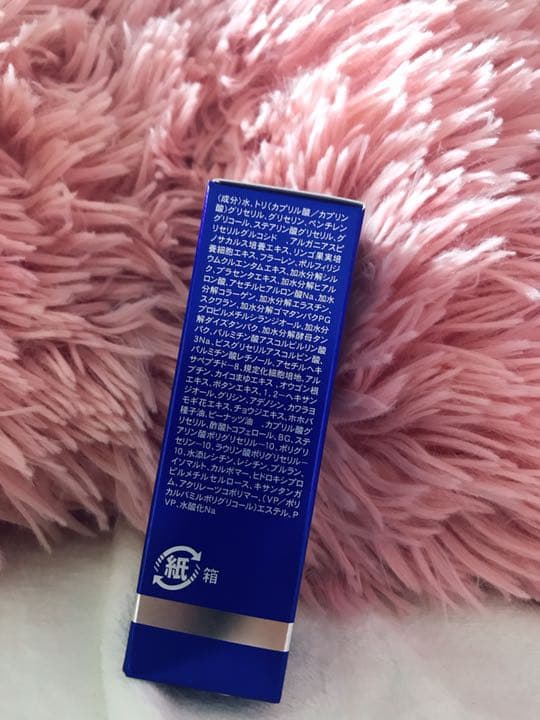 (成分)水、トリ(カプリル酸/カプリン
酸)グリセリル、グリセリン、ペンチレン
グリコール、ステアリン酸グリセリル、グ
リセリルグルコシド 、アルガニアスピ
ノサカルス培養エキス、リンゴ果実培
養細胞エキス、フラーレン、ポルフィリジ
ウムクルエンタムエキス、加水分解シル
ク、プラセンタエキス、加水分解ヒアル
ロン酸、アセチルヒアルロン酸Na、加水
分解コラーゲン、加水分解エラスチン、
スクワラン、加水分解ゴマタンパクPG
プロピルメチルシランジオール、加水分
解ダイズタンパク、加水分解酵母タン
パク、パルミチン酸アスコルビルリン酸
3Na、ビスグリセリルアスコルビン酸、
パルミチン酸レチノール、アセチルヘキ
サペプチド-8、規定化細胞培地、アル
ブチン、カイコまゆエキス、オウゴン根
エキス、ボタンエキス、1,2-ヘキサン
ジオール、グリシン、アデノシン、カワラヨ
モギ花エキス、チョウジエキス、ホホバ
種子油、ピーナッツ油 カプリル酸グ
リセリル、酢酸トコフェロール、BG、ステ
アリン酸ポリグリセリル-10、ポリグリ
セリン-10、ラウリン酸ポリグリセリル-
10、水添レシチン、レシチン、プルラン、
イソマルト、カルボマー、ヒドロキシプロ
ピルメチルセルロース、キサンタンガ
ム、アクリレーツコポリマー、(VP/ポリ
カルバミルポリグリコール)エステル、P
VP、水酸化Na
紙 箱